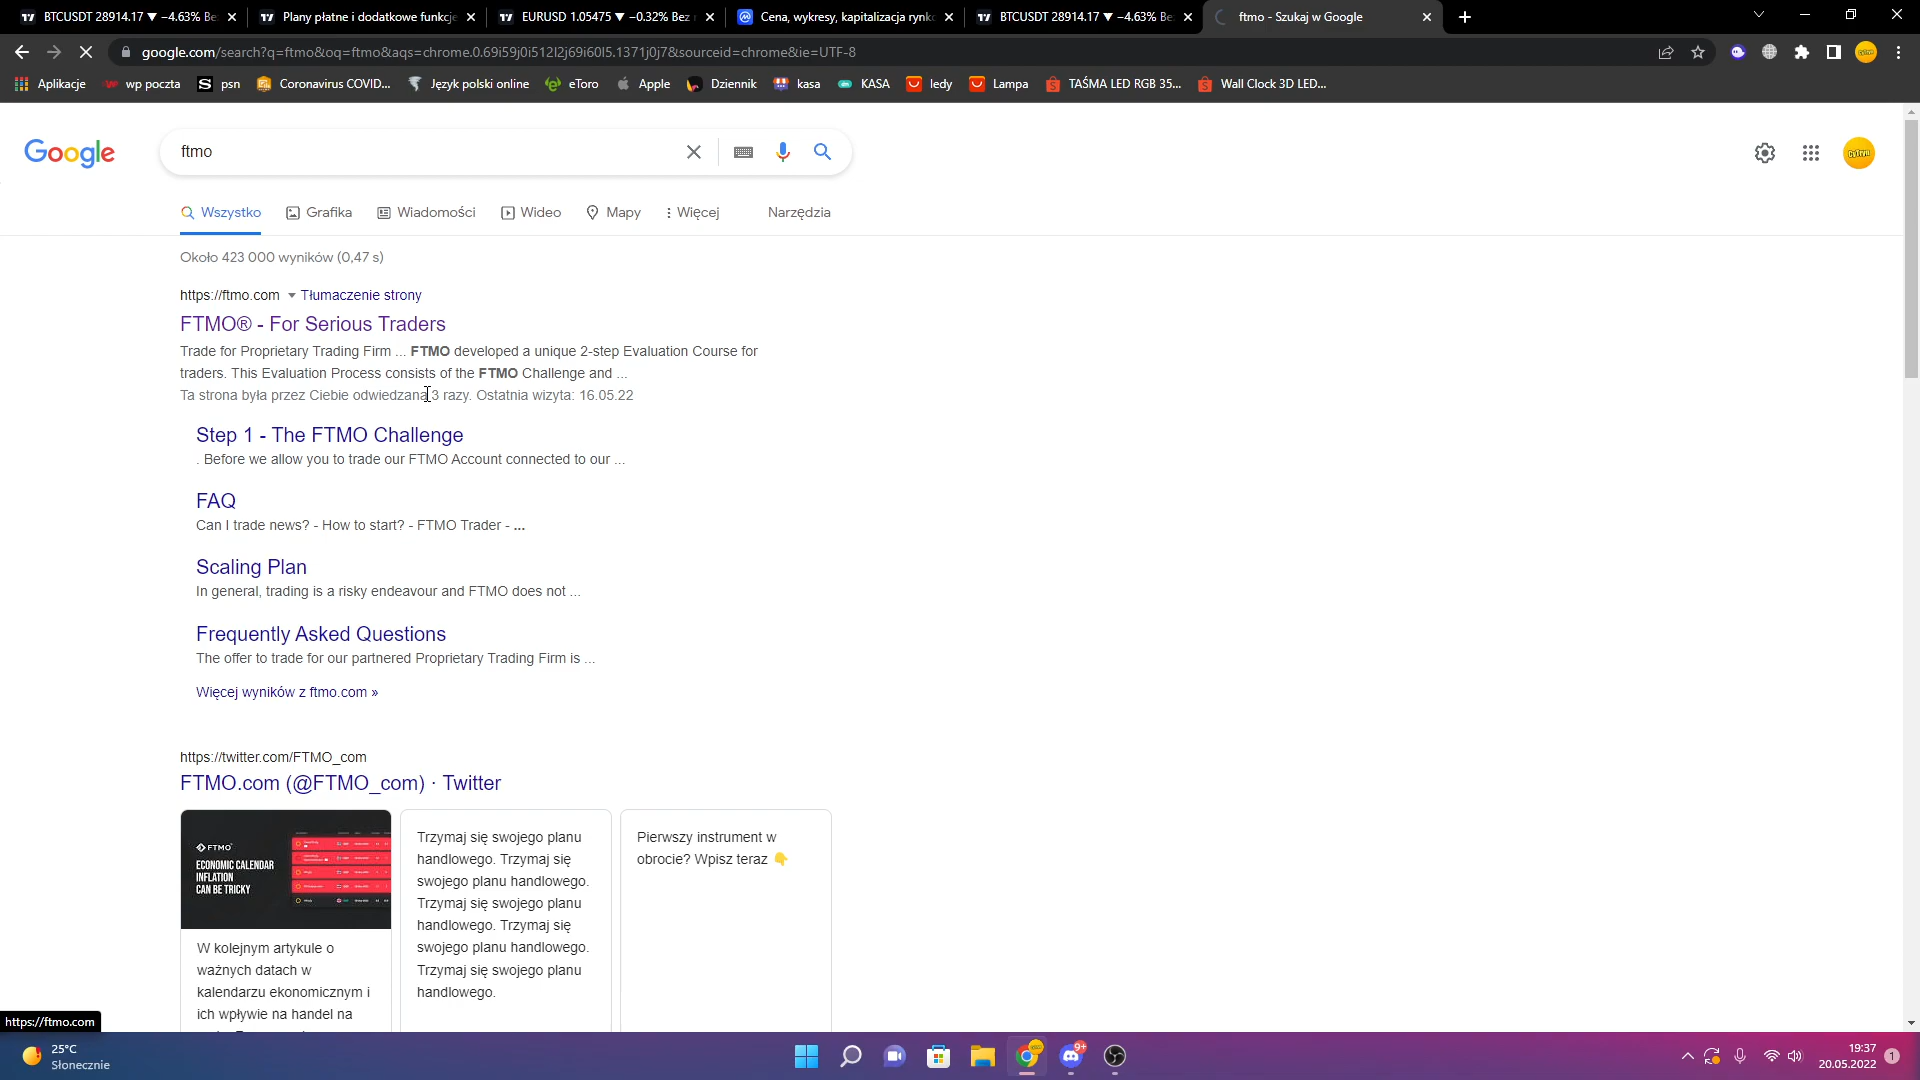 BTCUSDT 28914.17 ▼ −4.63% Be
Plany płatne i dodatkowe funkcje
EURUSD 1.05475 ▼ −0.32% Bez
Cena, wykresy, kapitalizacja rynko
BTCUSDT 28914.17 ▼ −4.63% Be
ftmo - Szukaj w Google
google.com/search?q=ftmo&oq=ftmo&aqs=chrome.0.69i59j0i512l2j69i60l5.1371j0j7&sourceid=chrome&ie=UTF-8
Aplikacje
wp poczta
psn
Coronavirus COVID...
Język polski online
eToro
Apple
Dziennik
kasa
KASA
ledy
Lampa
TAŚMA LED RGB 35...
Wall Clock 3D LED...
Google
ftmo
Wszystko
Grafika
Wiadomości
Wideo
Mapy
Więcej
Narzędzia
Około 423 000 wyników (0,47 s)
https://ftmo.com ▾ Tłumaczenie strony
FTMO® - For Serious Traders
Trade for Proprietary Trading Firm ... FTMO developed a unique 2-step Evaluation Course for
traders. This Evaluation Process consists of the FTMO Challenge and ...
Ta strona była przez Ciebie odwiedzana 3 razy. Ostatnia wizyta: 16.05.22
Step 1 - The FTMO Challenge
. Before we allow you to trade our FTMO Account connected to our ...
FAQ
Can I trade news? - How to start? - FTMO Trader - ...
Scaling Plan
In general, trading is a risky endeavour and FTMO does not ...
Frequently Asked Questions
The offer to trade for our partnered Proprietary Trading Firm is ...
Więcej wyników z ftmo.com »
https://twitter.com/FTMO_com
FTMO.com (@FTMO_com) · Twitter
FTMO
ECONOMIC CALENDAR
INFLATION
CAN BE TRICKY
W kolejnym artykule o
ważnych datach w
kalendarzu ekonomicznym i
ich wpływie na handel na
Trzymaj się swojego planu
handlowego. Trzymaj się
swojego planu handlowego.
Trzymaj się swojego planu
handlowego. Trzymaj się
swojego planu handlowego.
Trzymaj się swojego planu
handlowego.
Pierwszy instrument w
obrocie? Wpisz teraz 👇
https://ftmo.com
25°C
Słonecznie
9+
19:37
20.05.2022
1